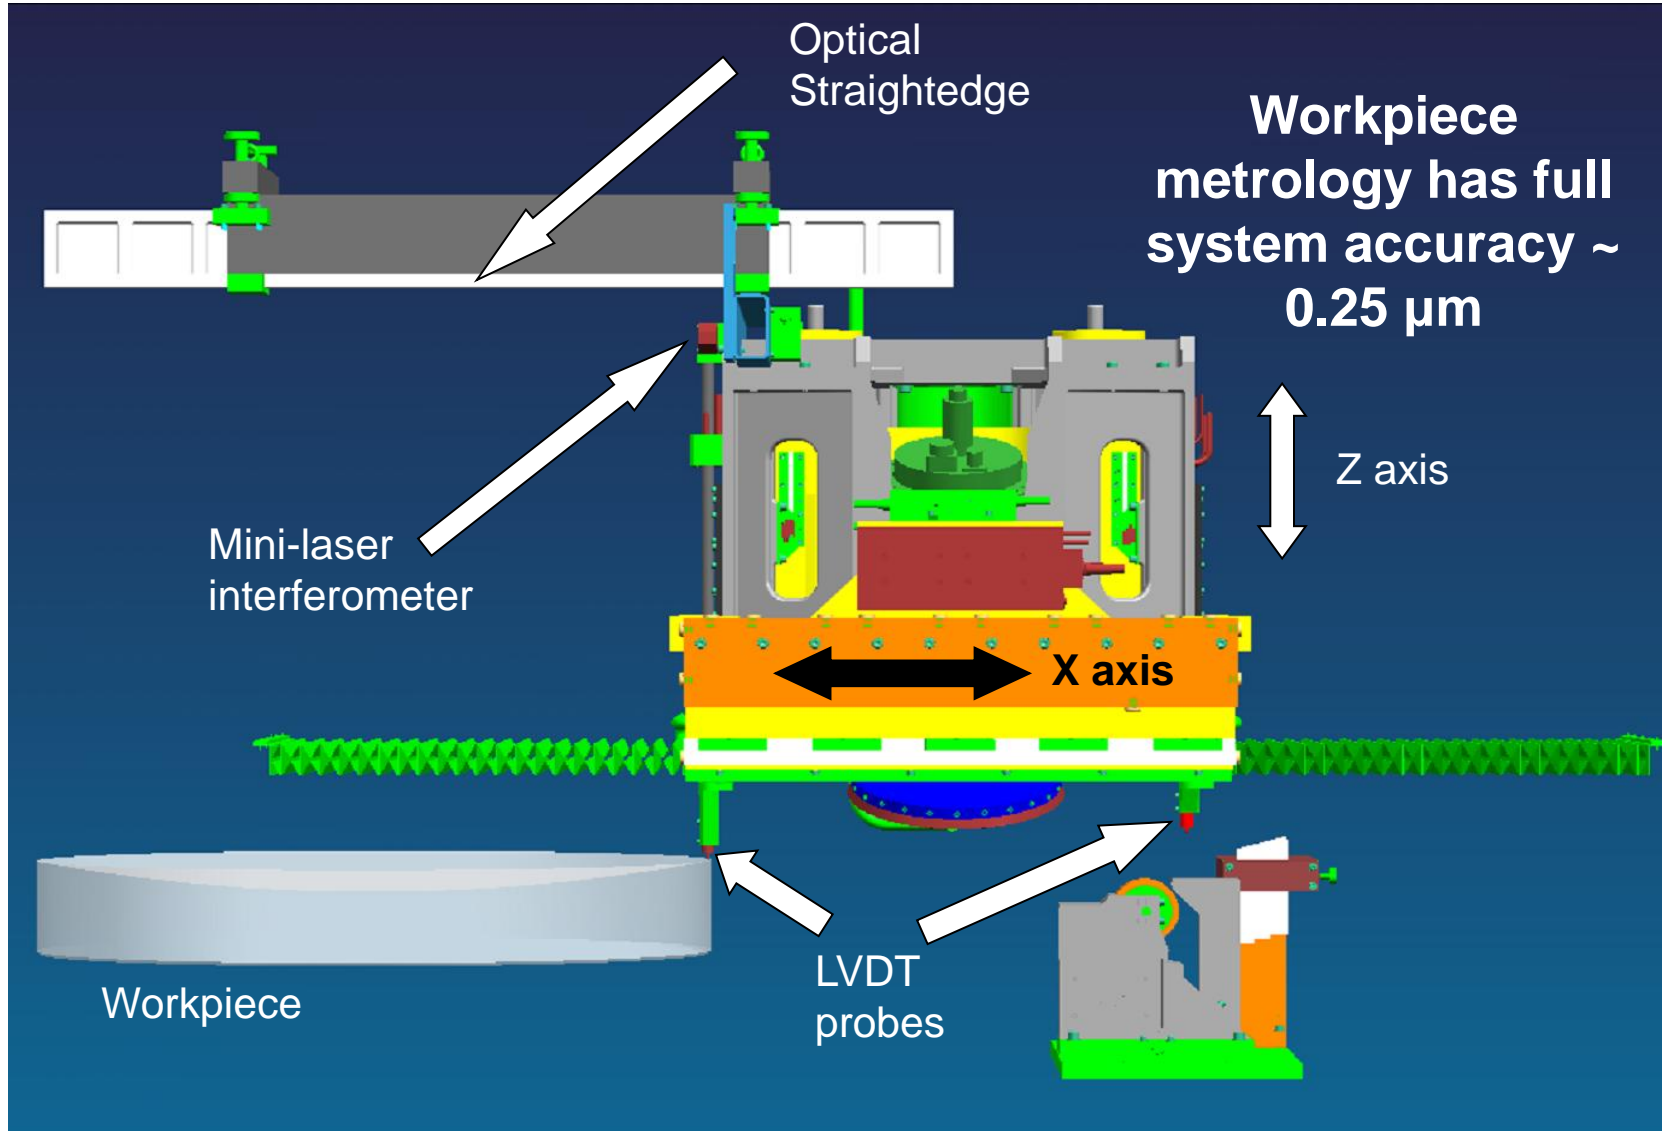 Optical
Straightedge
Workpiece
metrology has full
system accuracy ~
0.25 µm
Z axis
Mini-laser
interferometer
X axis
LVDT
probes
Workpiece